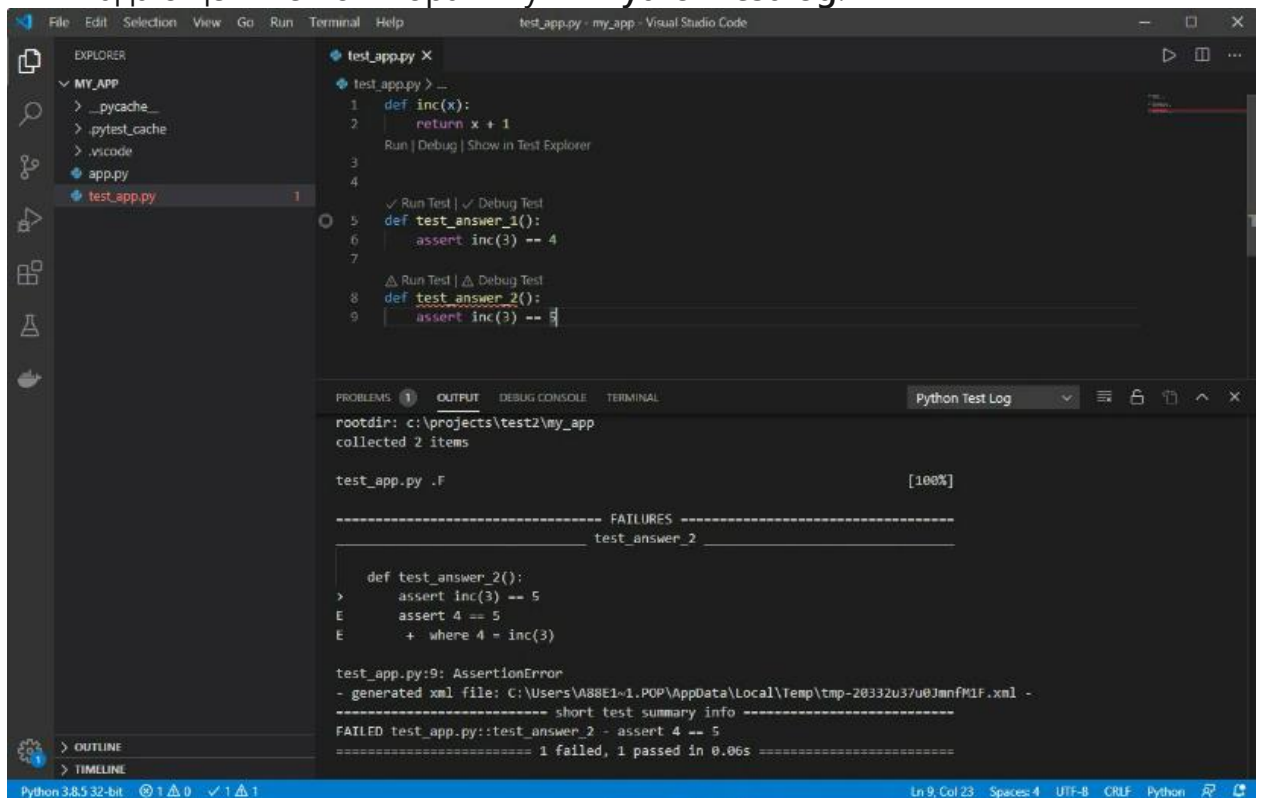 File Edit Selection View Go Run Terminal Help test_app.py - my_app - Visual Studio Code
EXPLORER
MY_APP
__pycache__
.pytest_cache
.vscode
app.py
test_app.py 1
OUTLINE
TIMELINE
test_app.py
test_app.py > ...
1 def inc(x):
2 return x + 1
Run | Debug | Show in Test Explorer
3
4
Run Test | Debug Test
5 def test_answer_1():
6 assert inc(3) == 4
7
Run Test | Debug Test
8 def test_answer_2():
9 assert inc(3) == 5
PROBLEMS 1 OUTPUT DEBUG CONSOLE TERMINAL Python Test Log
rootdir: c:\projects\test2\my_app
collected 2 items
test_app.py .F [100%]
================================== FAILURES ===================================
________________________________ test_answer_2 ________________________________
def test_answer_2():
> assert inc(3) == 5
E assert 4 == 5
E + where 4 = inc(3)
test_app.py:9: AssertionError
- generated xml file: C:\Users\A88E1~1.POP\AppData\Local\Temp\tmp-20332u37u0JmnfM1F.xml -
=========================== short test summary info ===========================
FAILED test_app.py::test_answer_2 - assert 4 == 5
========================= 1 failed, 1 passed in 0.06s =========================
Python 3.8.5 32-bit 1 0 1 1 Ln 9, Col 23 Spaces: 4 UTF-8 CRLF Python